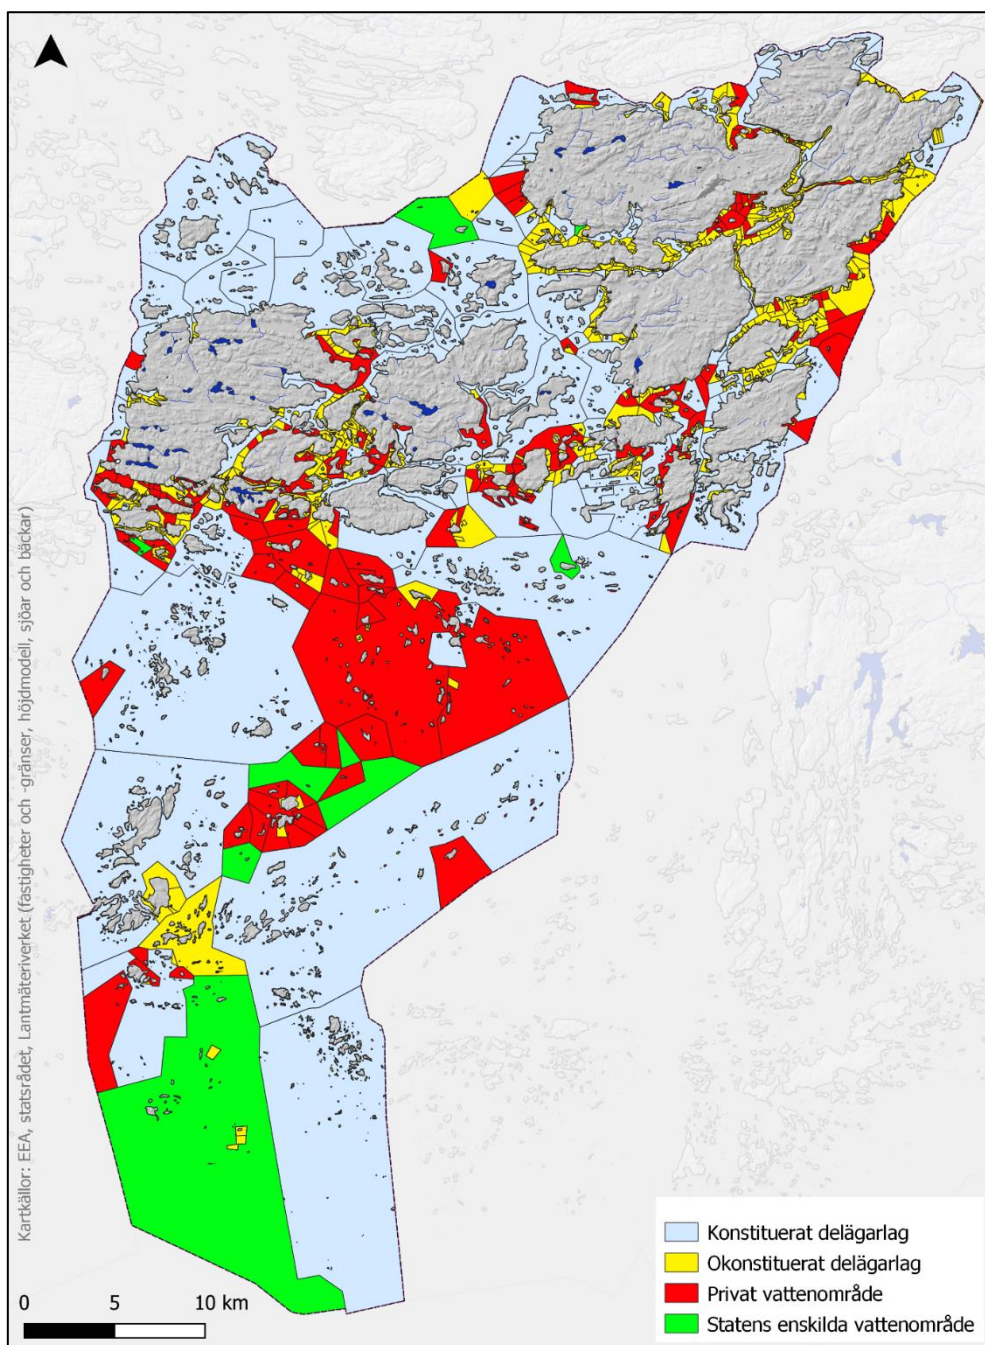 Kartkällor: EEA, statsrådet, Lantmäteriverket (fastigheter och -gränser, höjdmodell, sjöar och bäckar)
Konstituerat delägarlag
Okonstituerat delägarlag
Privat vattenområde
Statens enskilda vattenområde
0 5 10 km